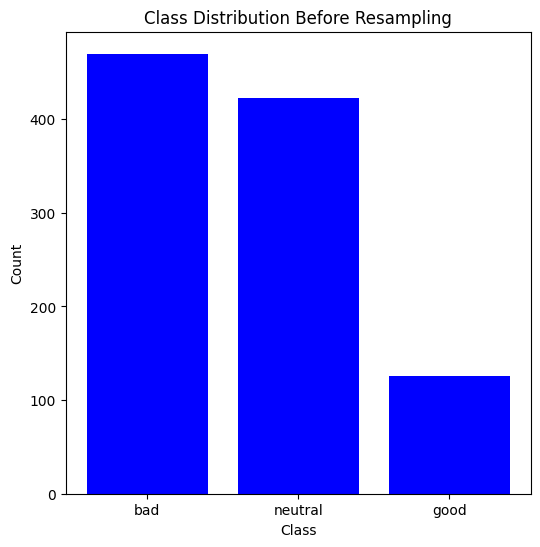 Class Distribution Before Resampling
Count
400
300
200
100
0
bad neutral good
Class